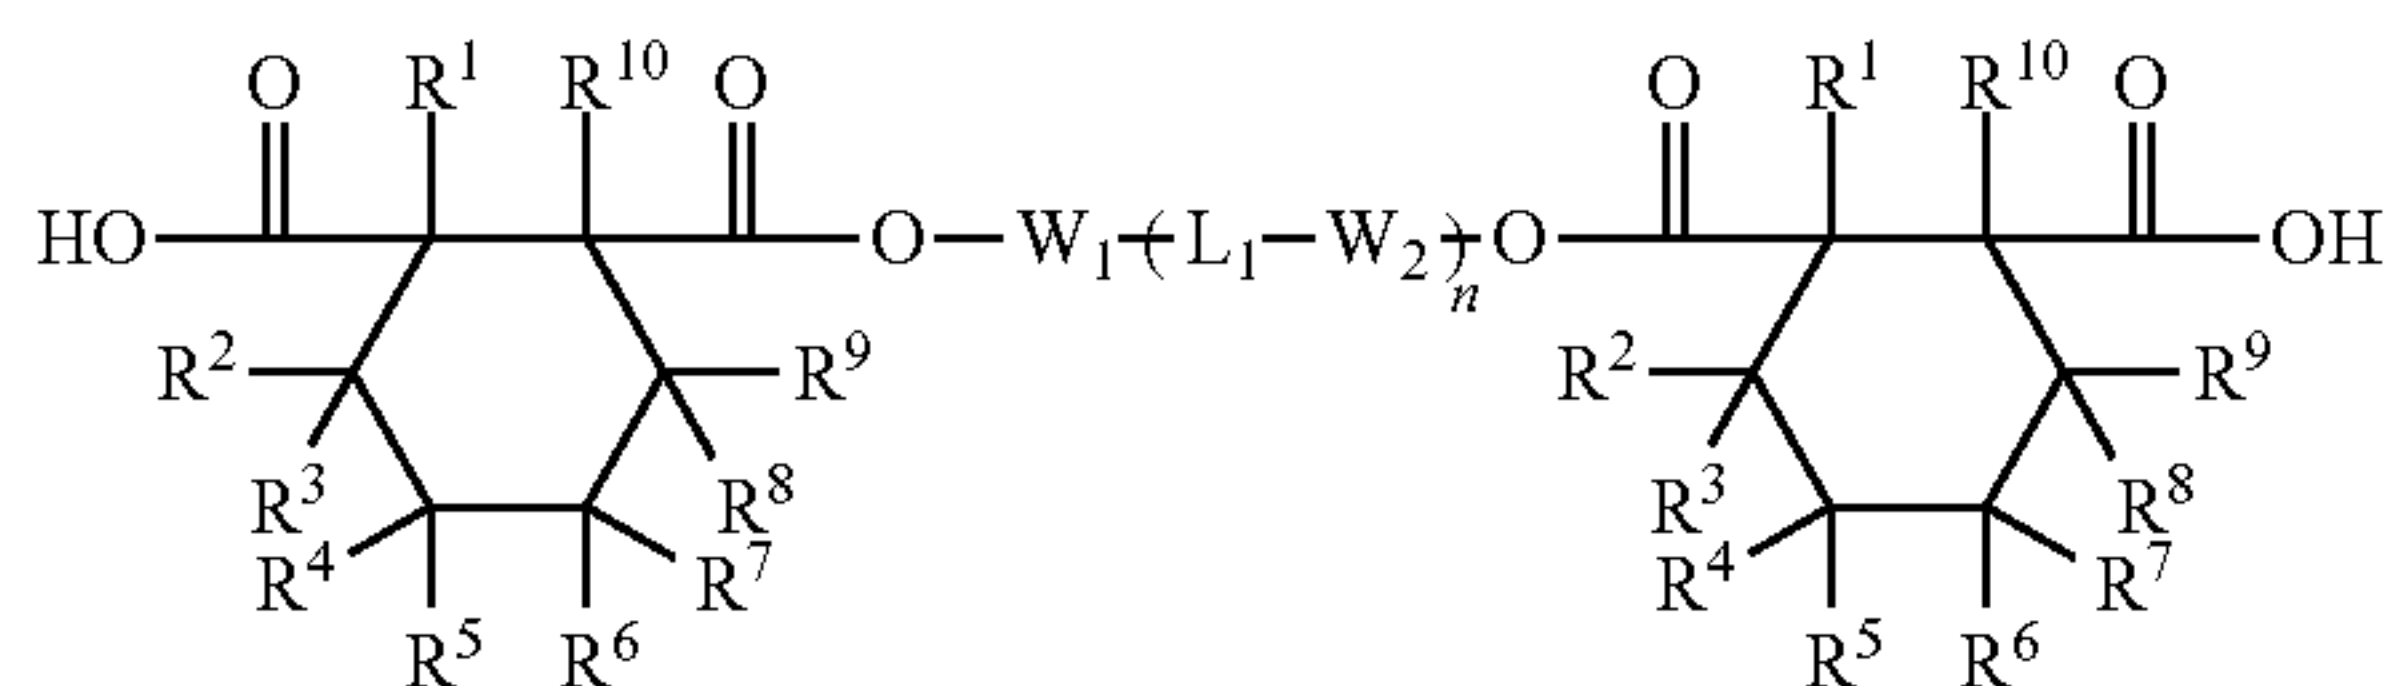 O R¹ R¹⁰ O O R¹ R¹⁰ O
HO O—W₁—(L₁—W₂)ₙ—O OH
R² R⁹ R² R⁹
R³ R⁸ R³ R⁸
R⁴ R⁷ R⁴ R⁷
R⁵ R⁶ R⁵ R⁶